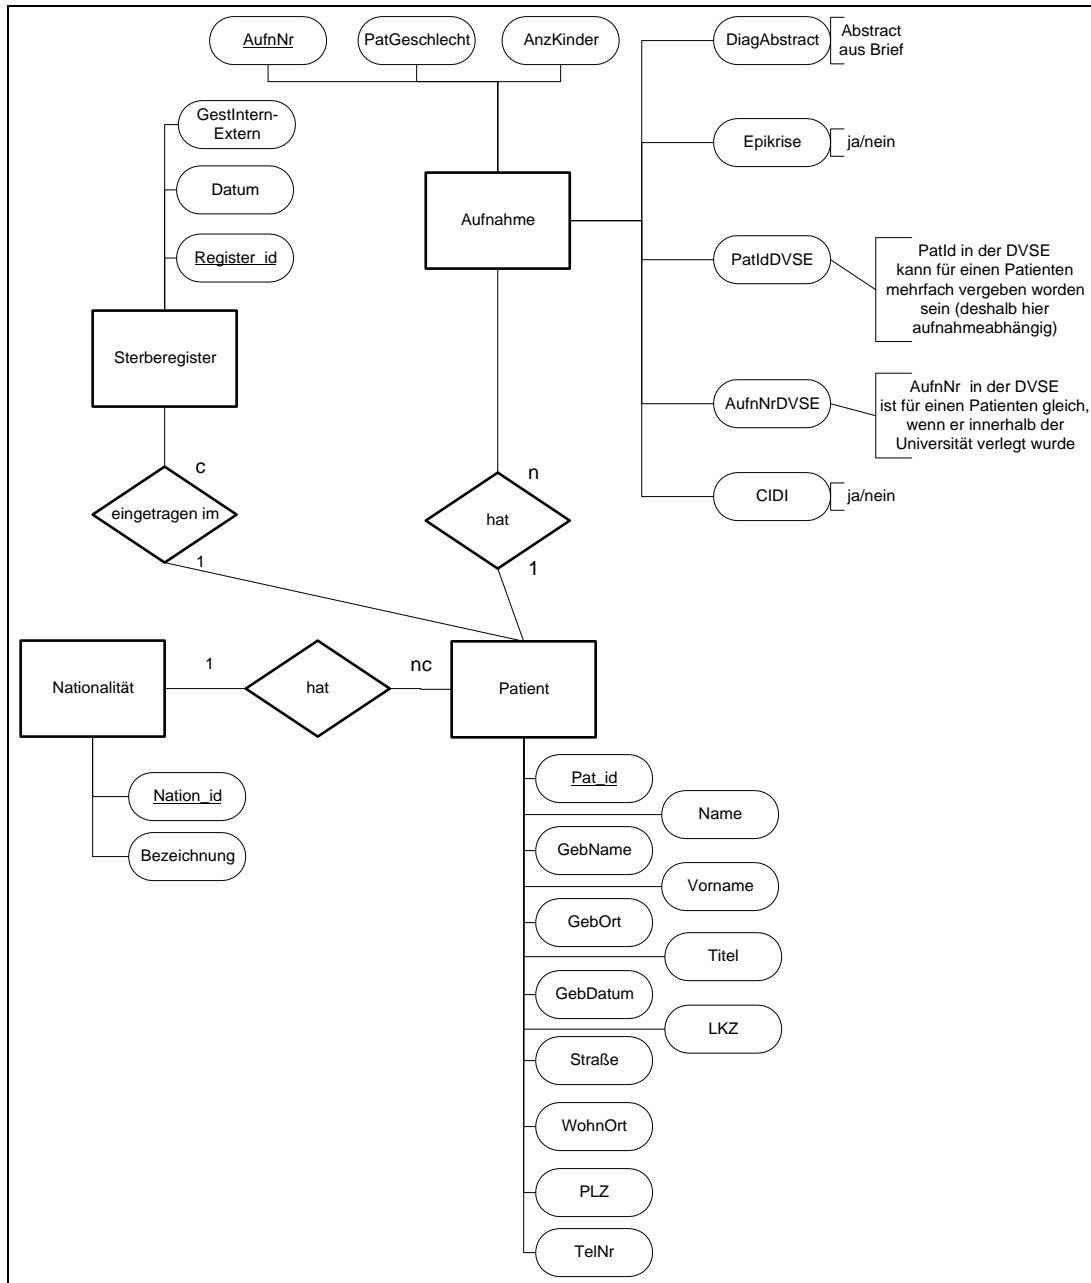 AufnNr
PatGeschlecht
AnzKinder
DiagAbstract
Abstract
aus Brief
GestIntern-
Extern
Epikrise
ja/nein
Datum
Aufnahme
Register_id
PatIdDVSE
PatId in der DVSE
kann für einen Patienten
mehrfach vergeben worden
sein (deshalb hier
aufnahmeabhängig)
Sterberegister
AufnNrDVSE
AufnNr in der DVSE
ist für einen Patienten gleich,
wenn er innerhalb der
Universität verlegt wurde
c
n
CIDI
ja/nein
eingetragen im
hat
1
1
Nationalität
1
hat
nc
Patient
Pat_id
Nation_id
Name
Bezeichnung
GebName
Vorname
GebOrt
Titel
GebDatum
LKZ
Straße
WohnOrt
PLZ
TelNr